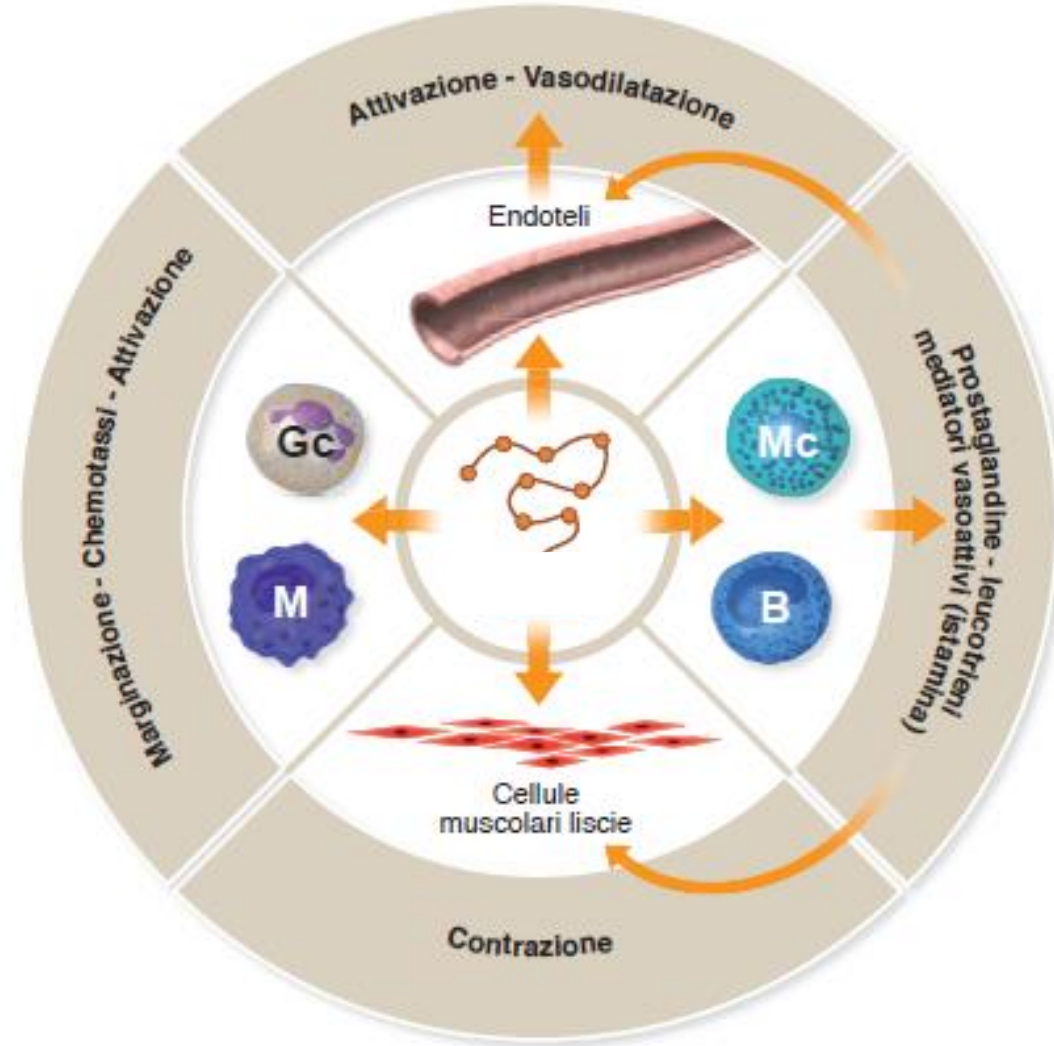 Attivazione - Vasodilatazione
Endoteli
Marginazione - Chemotassi - Attivazione
Gc
M
Mc
B
Prostaglandine - leucotrieni
mediatori vasoattivi (istamina)
Cellule
muscolari liscie
Contrazione